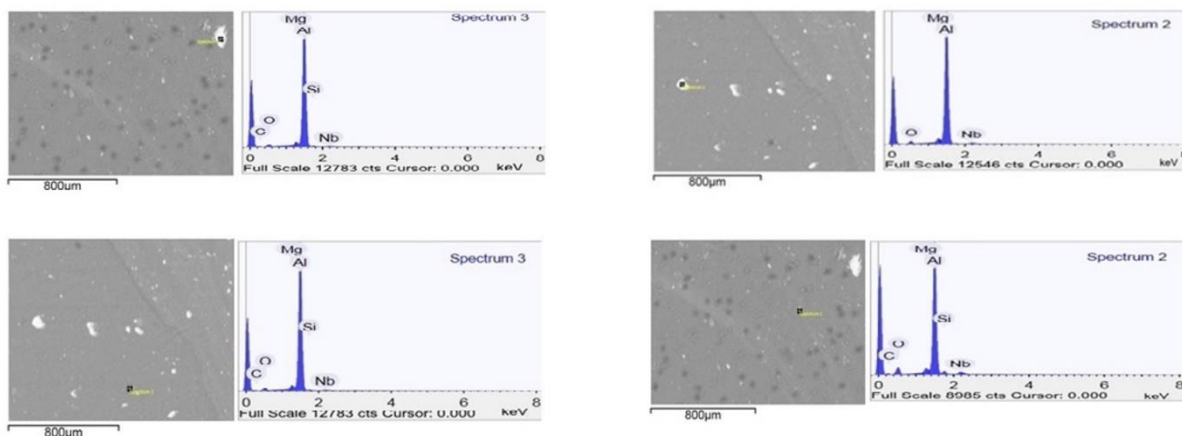 Spectrum 3
Mg
Al
Si
O
C
Nb
0 2 4 6 8
Full Scale 12783 cts Cursor: 0.000 keV
800µm
Spectrum 2
Mg
Al
O
Nb
0 2 4 6
Full Scale 12546 cts Cursor: 0.000 keV
800µm
Spectrum 3
Mg
Al
Si
O
C
Nb
0 2 4 6 8
Full Scale 12783 cts Cursor: 0.000 keV
800µm
Spectrum 2
Mg
Al
Si
O
C
Nb
0 2 4 6 8
Full Scale 8985 cts Cursor: 0.000 keV
800µm